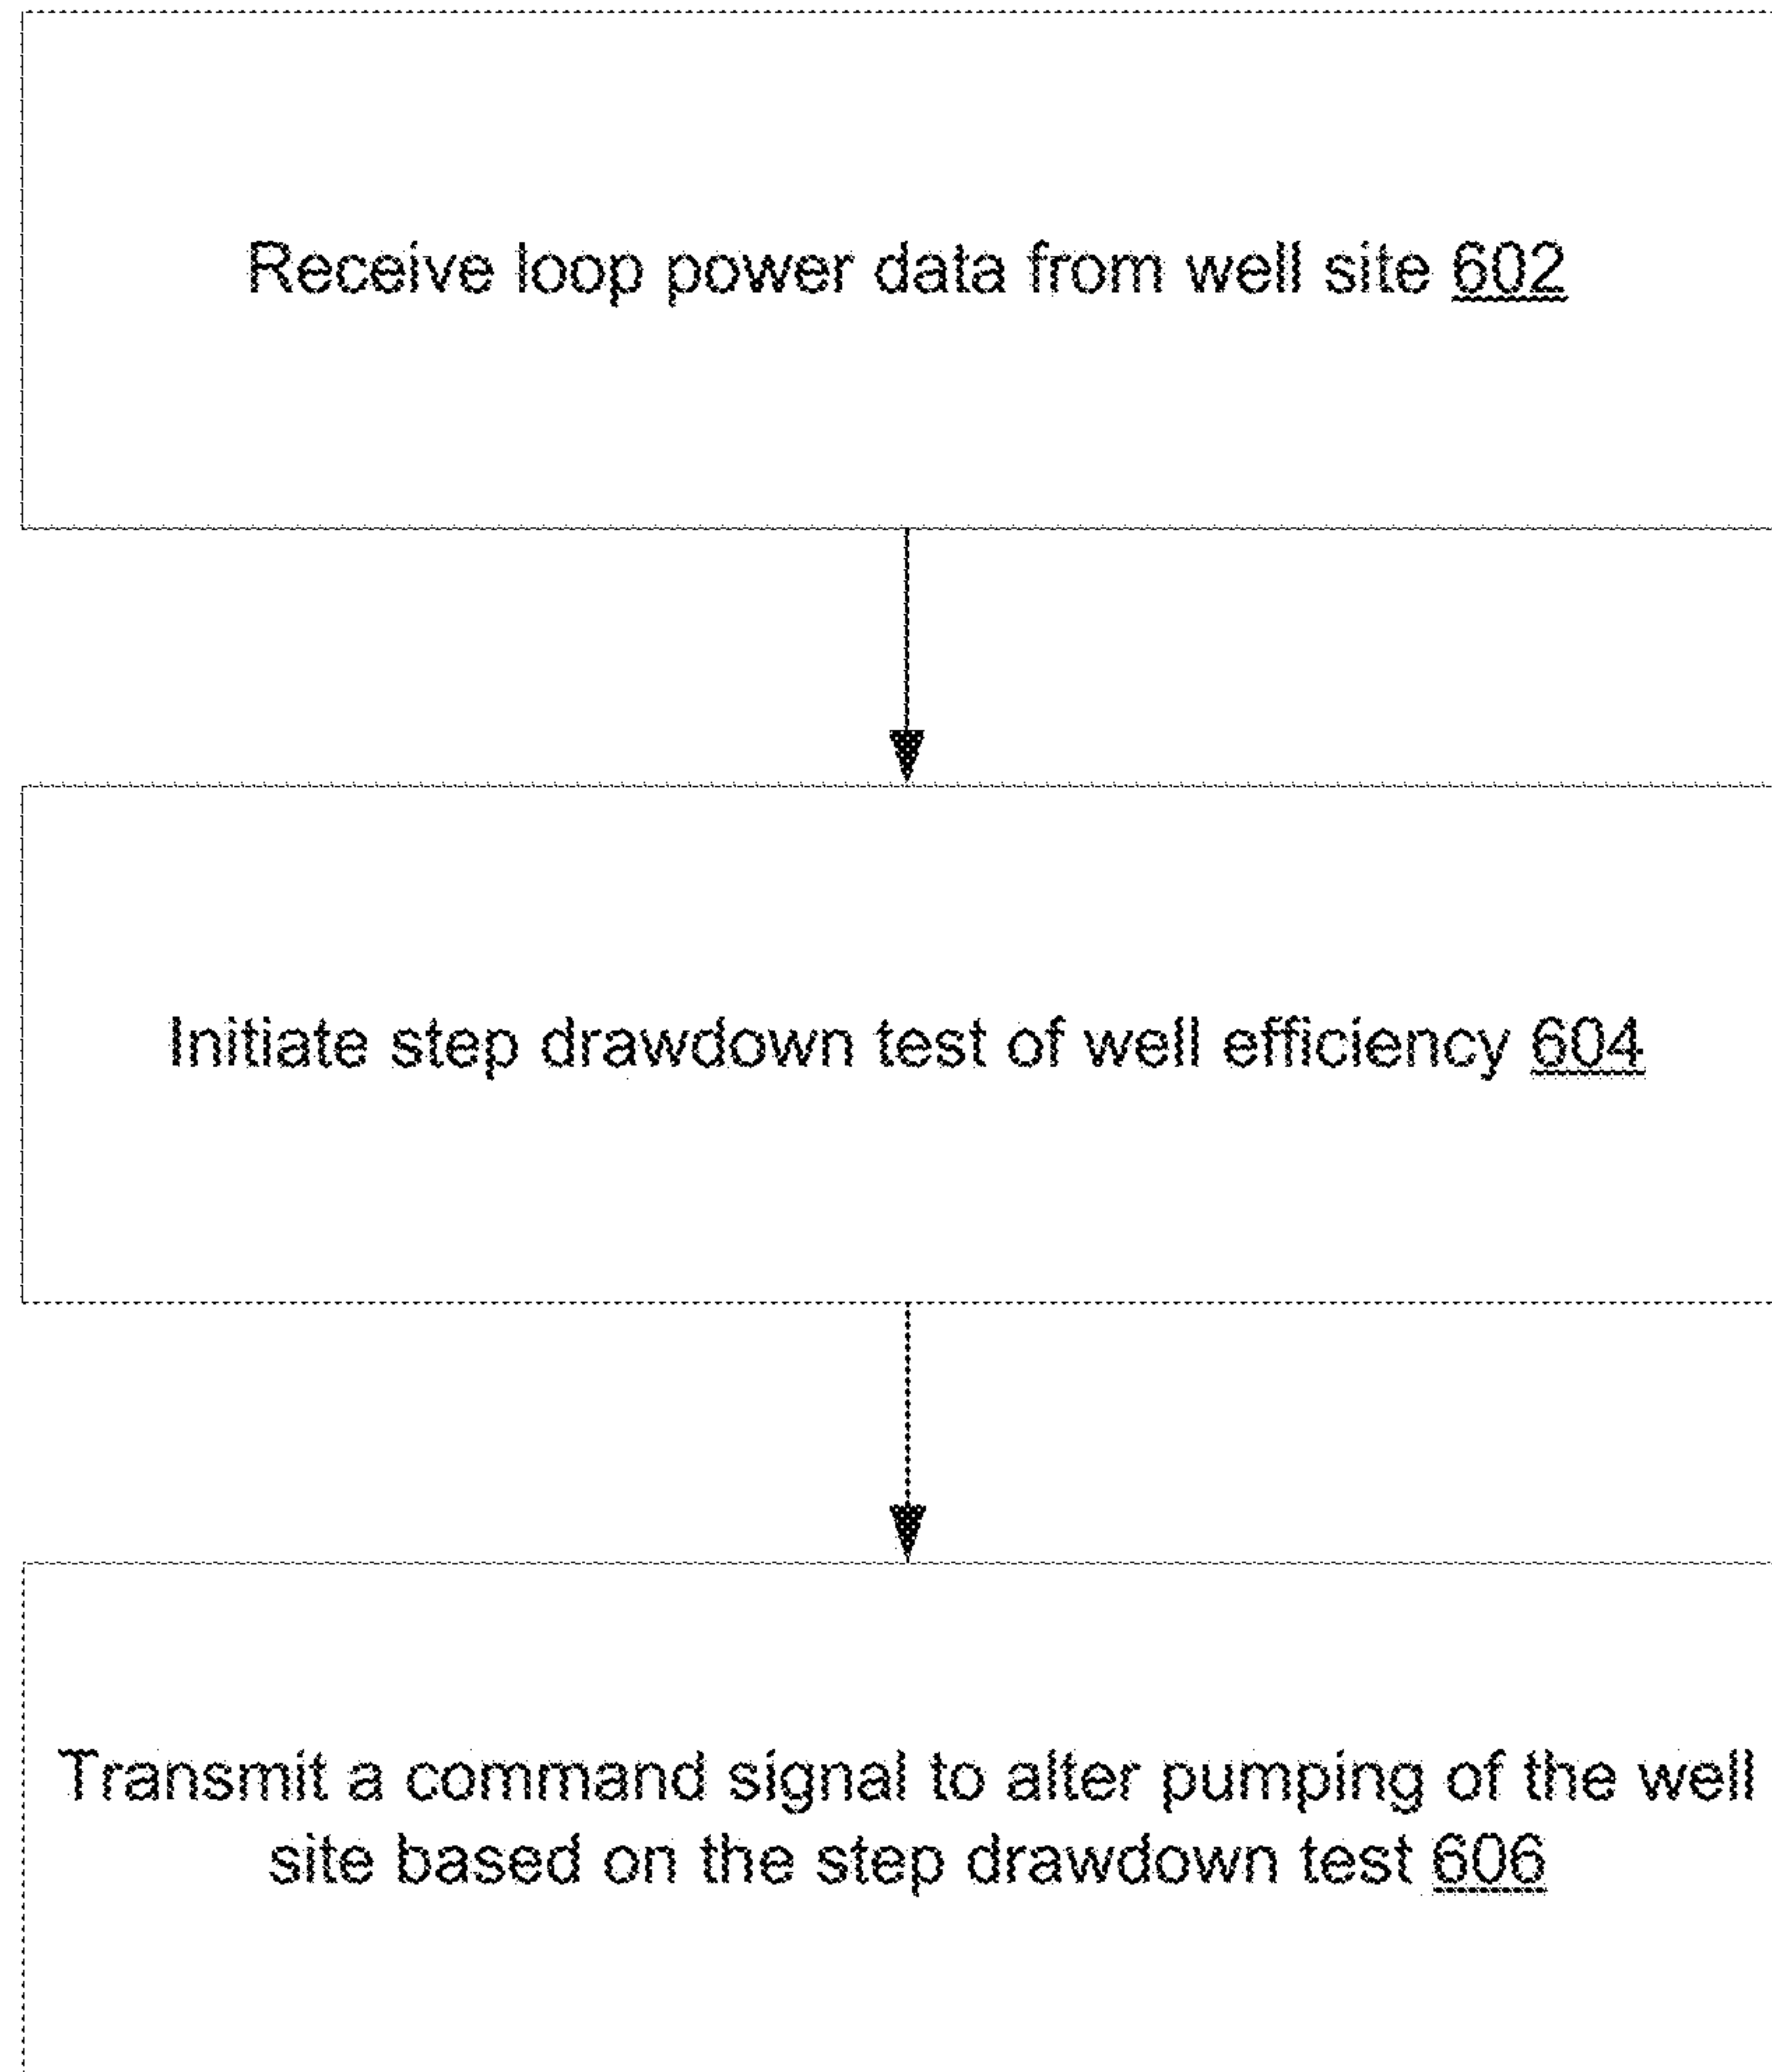 Receive loop power data from well site 602
Initiate step drawdown test of well efficiency 604
Transmit a command signal to alter pumping of the well
site based on the step drawdown test 606